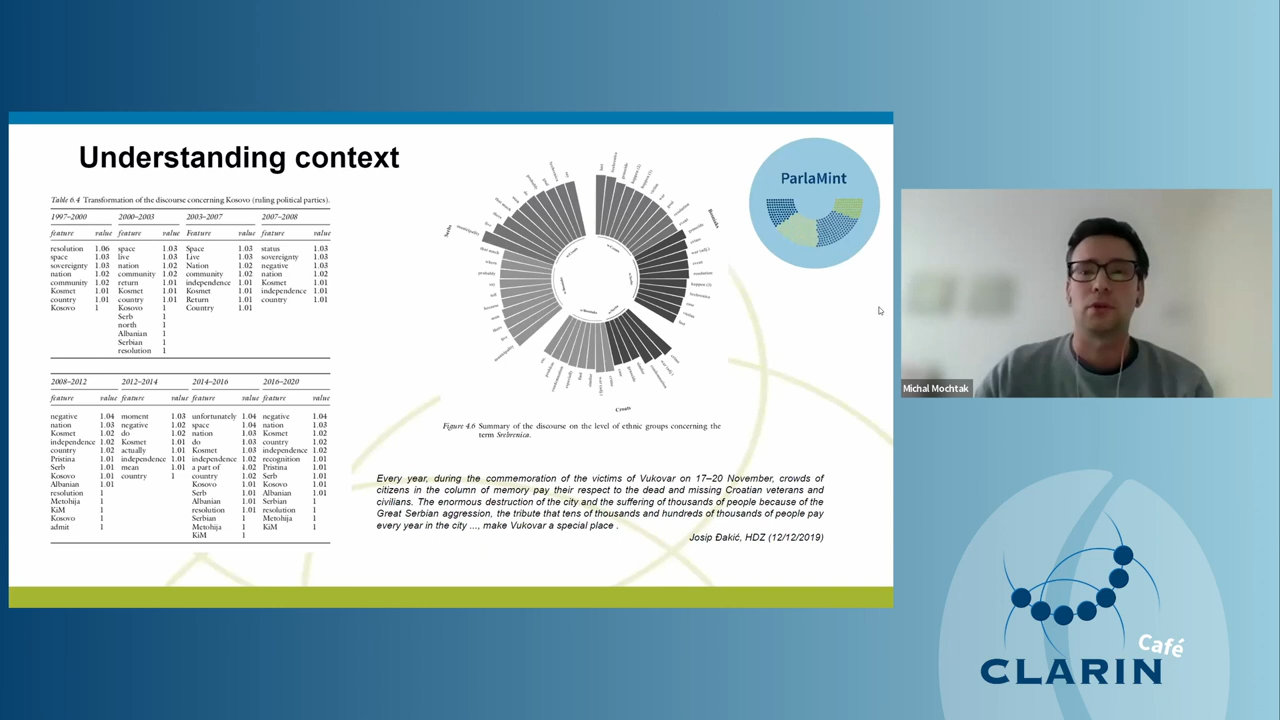 Understanding context
Table 6.4 Transformation of the discourse concerning Kosovo (ruling political parties).
1997–2000 2000–2003 2003–2007 2007–2008
feature value feature value feature value feature value
resolution 1.06 space 1.03 Space 1.03 status 1.03
space 1.03 live 1.03 Live 1.03 sovereignty 1.03
sovereignty 1.03 nation 1.02 Nation 1.02 negative 1.03
nation 1.02 community 1.02 community 1.02 nation 1.02
community 1.02 return 1.01 independence 1.01 Kosmet 1.01
Kosmet 1.01 Kosmet 1.01 Kosmet 1.01 independence 1.01
country 1.01 country 1.01 Return 1.01 country 1.01
Kosovo 1 Kosovo 1 Country 1.01
Serb 1
north 1
Albanian 1
Serbian 1
resolution 1
2008–2012 2012–2014 2014–2016 2016–2020
feature value feature value feature value feature value
negative 1.04 moment 1.03 unfortunately 1.04 negative 1.04
nation 1.03 negative 1.02 space 1.04 nation 1.03
Kosmet 1.02 do 1.02 nation 1.03 Kosmet 1.02
independence 1.02 Kosmet 1.01 do 1.03 country 1.02
country 1.02 actually 1.01 Kosmet 1.03 independence 1.02
Pristina 1.01 independence 1.01 independence 1.02 recognition 1.01
Serb 1.01 mean 1.01 a part of 1.02 Pristina 1.01
Kosovo 1.01 country 1 country 1.02 Serb 1.01
Albanian 1.01 Kosovo 1.01 Kosovo 1.01
resolution 1 Serb 1.01 Albanian 1.01
Metohija 1 Albanian 1.01 Serbian 1
KiM 1 resolution 1.01 resolution 1
Kosovo 1 Serbian 1 Metohija 1
admit 1 Metohija 1 KiM 1
KiM 1
Serbs
Bosniaks
Croats
Figure 4.6 Summary of the discourse on the level of ethnic groups concerning the
term Srebrenica.
Every year, during the commemoration of the victims of Vukovar on 17–20 November, crowds of
citizens in the column of memory pay their respect to the dead and missing Croatian veterans and
civilians. The enormous destruction of the city and the suffering of thousands of people because of the
Great Serbian aggression, the tribute that tens of thousands and hundreds of thousands of people pay
every year in the city ..., make Vukovar a special place .
Josip Đakić, HDZ (12/12/2019)
ParlaMint
Michal Mochtak
Café
CLARIN